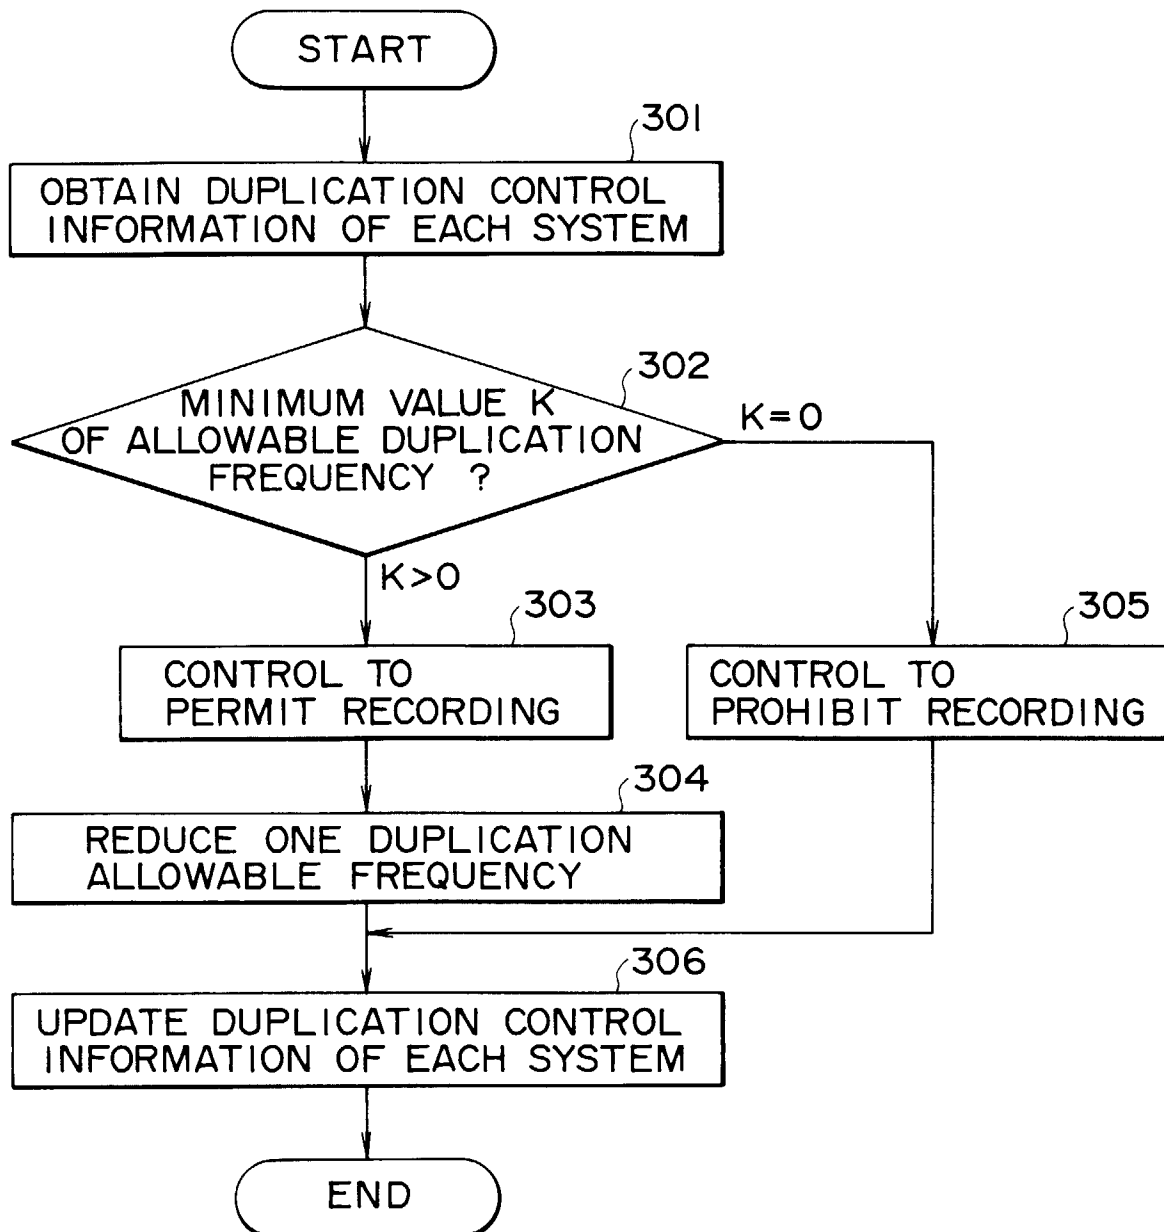 START
301
OBTAIN DUPLICATION CONTROL
INFORMATION OF EACH SYSTEM
302
MINIMUM VALUE K
OF ALLOWABLE DUPLICATION
FREQUENCY ?
K=0
K>0
303
CONTROL TO
PERMIT RECORDING
305
CONTROL TO
PROHIBIT RECORDING
304
REDUCE ONE DUPLICATION
ALLOWABLE FREQUENCY
306
UPDATE DUPLICATION CONTROL
INFORMATION OF EACH SYSTEM
END